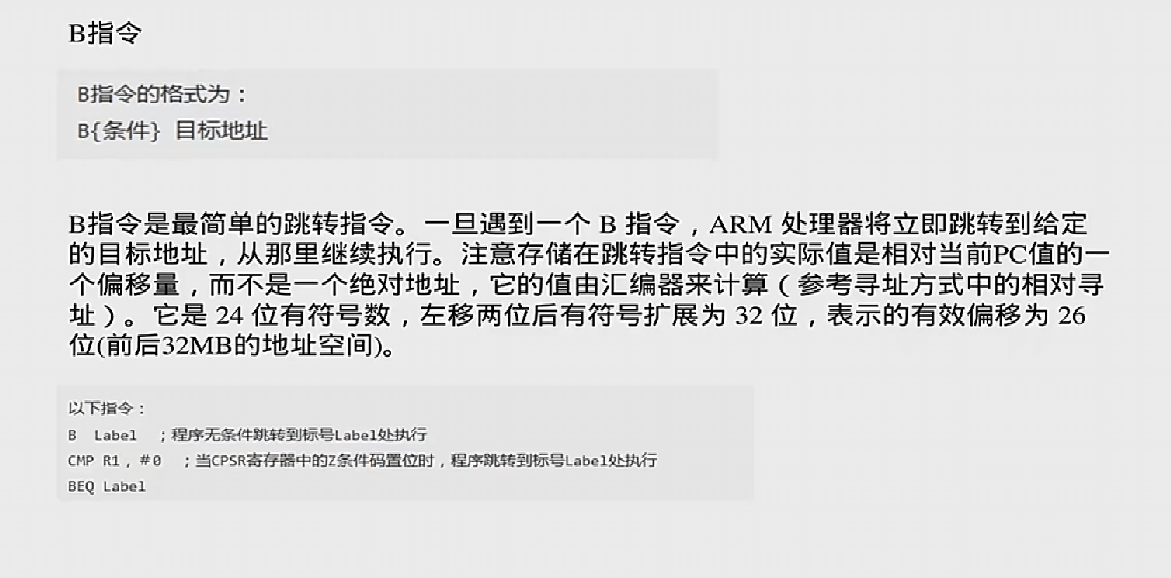 B指令
B指令的格式为：
B{条件} 目标地址
B指令是最简单的跳转指令。一旦遇到一个 B 指令，ARM 处理器将立即跳转到给定
的目标地址，从那里继续执行。注意存储在跳转指令中的实际值是相对当前PC值的一
个偏移量，而不是一个绝对地址，它的值由汇编器来计算（参考寻址方式中的相对寻
址）。它是 24 位有符号数，左移两位后有符号扩展为 32 位，表示的有效偏移为 26
位(前后32MB的地址空间)。
以下指令：
B Label ；程序无条件跳转到标号Label处执行
CMP R1，＃0 ；当CPSR寄存器中的Z条件码置位时，程序跳转到标号Label处执行
BEQ Label